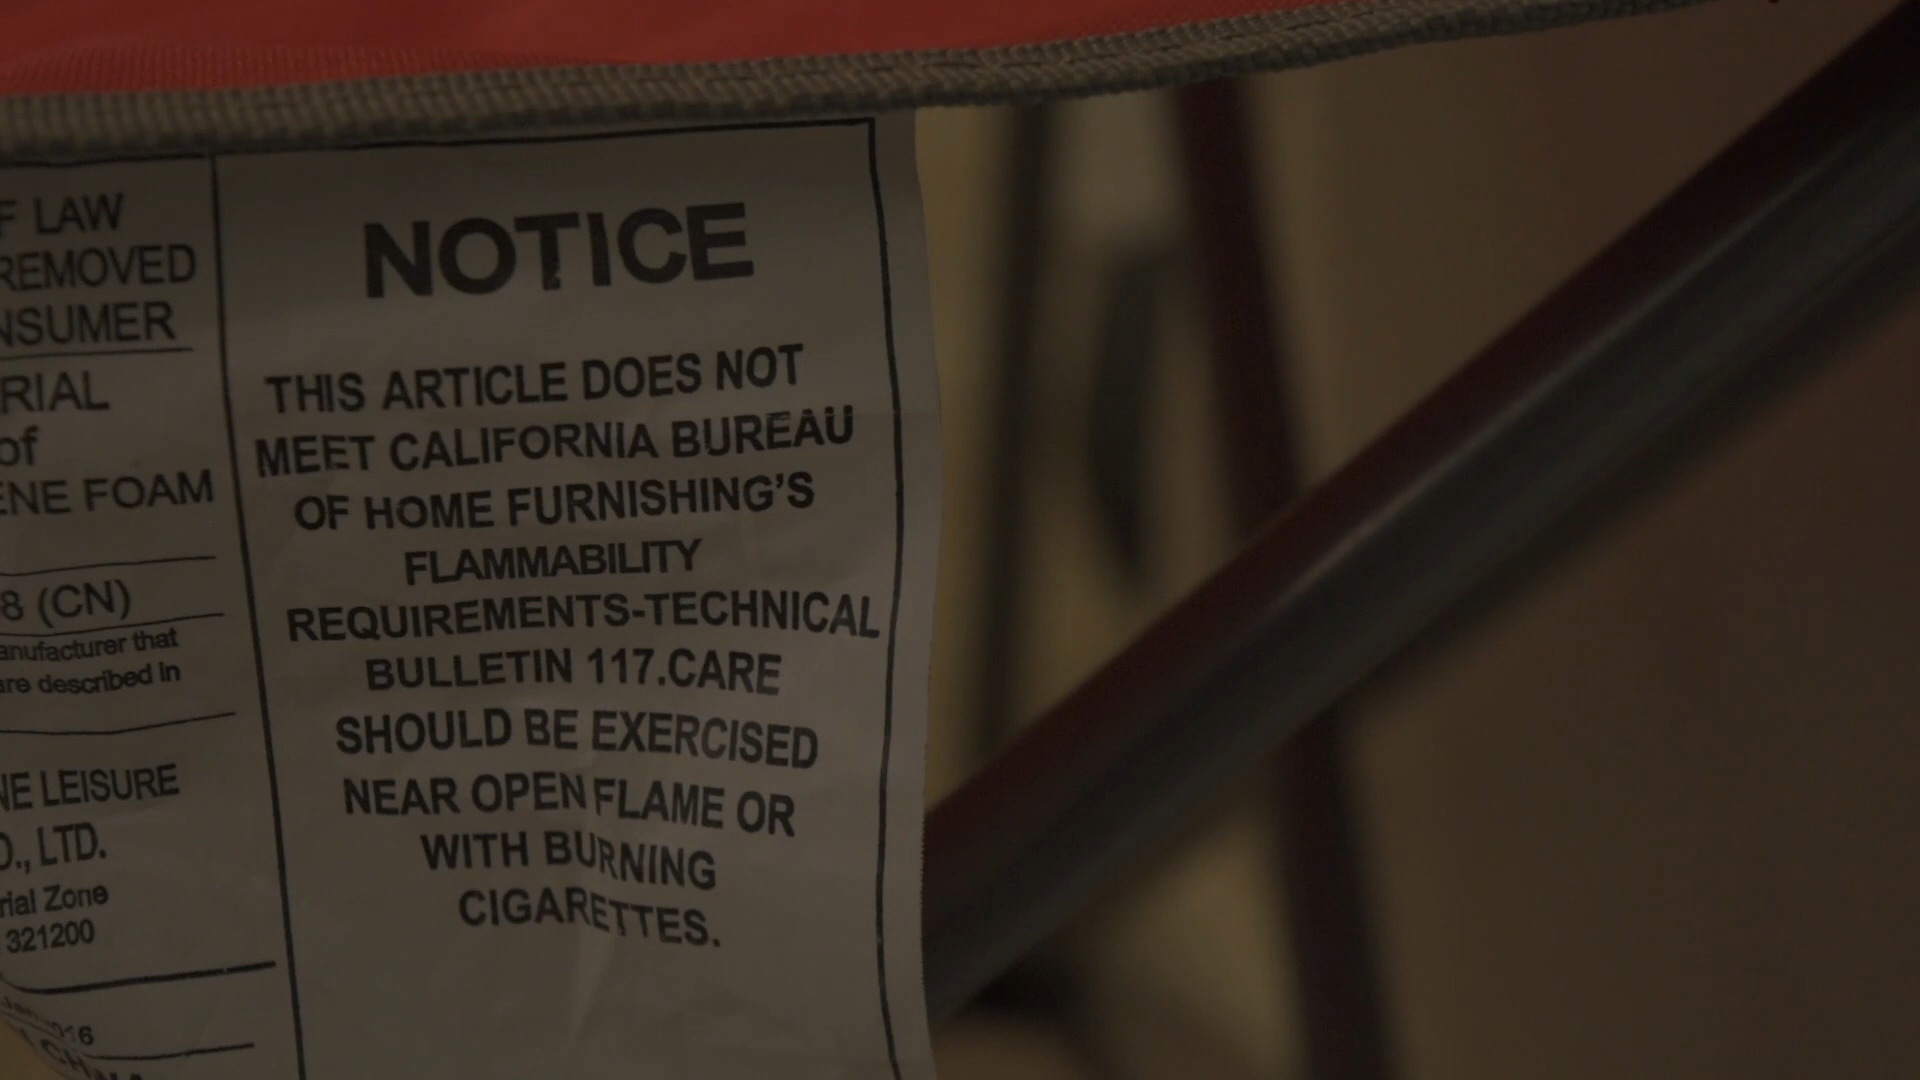 F LAW
REMOVED
NSUMER
RIAL
of
ENE FOAM
8 (CN)
anufacturer that
are described in
NE LEISURE
O., LTD.
rial Zone
321200
16
NOTICE
THIS ARTICLE DOES NOT
MEET CALIFORNIA BUREAU
OF HOME FURNISHING'S
FLAMMABILITY
REQUIREMENTS-TECHNICAL
BULLETIN 117.CARE
SHOULD BE EXERCISED
NEAR OPEN FLAME OR
WITH BURNING
CIGARETTES.